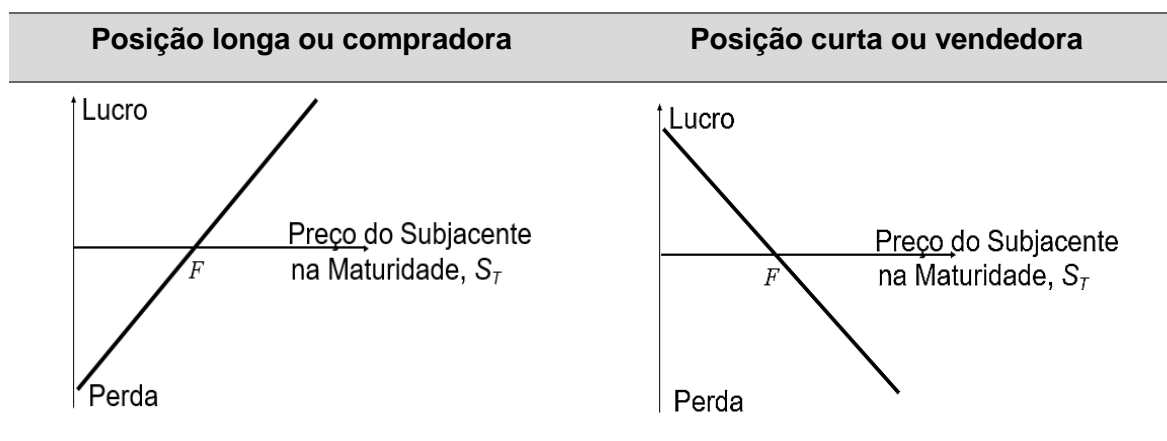 Posição longa ou compradora
Posição curta ou vendedora
Lucro
Preço do Subjacente
na Maturidade, S_T
F
Perda
Lucro
Preço do Subjacente
na Maturidade, S_T
F
Perda